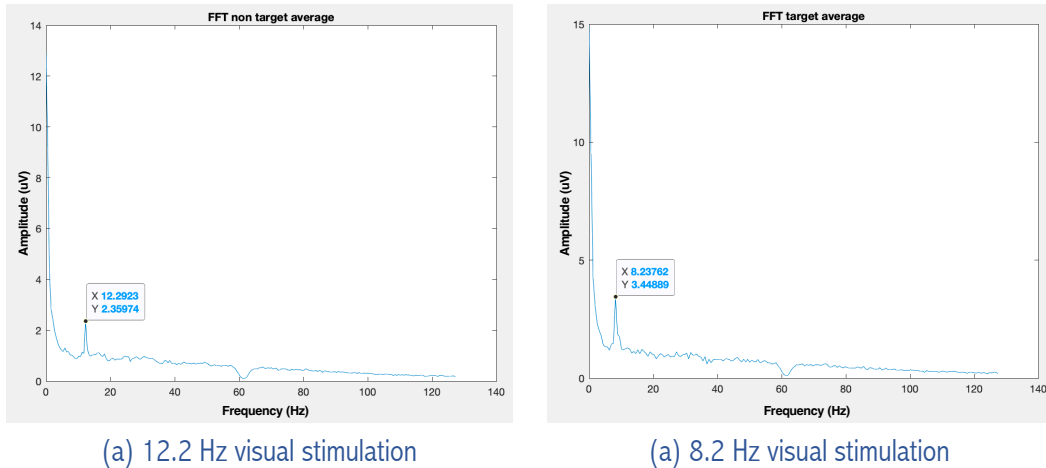 FFT non target average
14
12
10
8
6
4
2
0
Amplitude (uV)
X 12.2923
Y 2.35974
0 20 40 60 80 100 120 140
Frequency (Hz)
(a) 12.2 Hz visual stimulation
FFT target average
15
10
5
0
Amplitude (uV)
X 8.23762
Y 3.44889
0 20 40 60 80 100 120 140
Frequency (Hz)
(a) 8.2 Hz visual stimulation